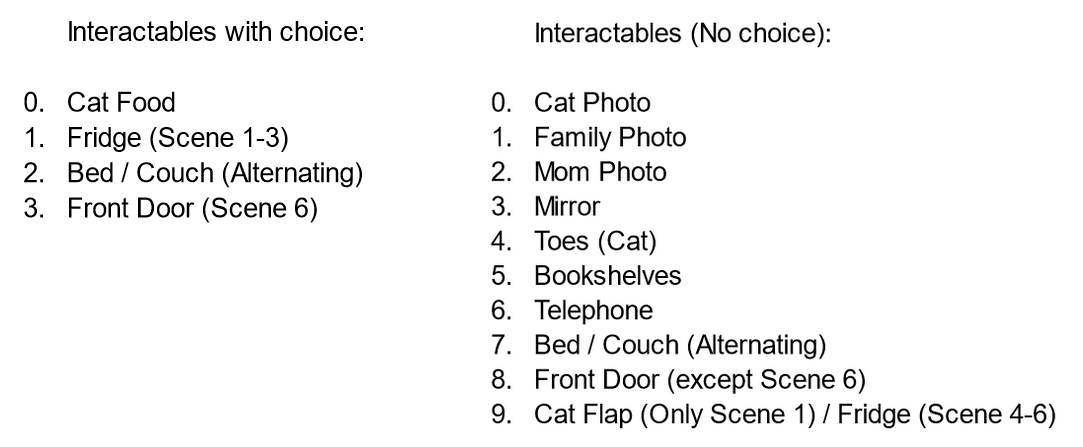 Interactables with choice:
0. Cat Food
1. Fridge (Scene 1-3)
2. Bed / Couch (Alternating)
3. Front Door (Scene 6)
Interactables (No choice):
0. Cat Photo
1. Family Photo
2. Mom Photo
3. Mirror
4. Toes (Cat)
5. Bookshelves
6. Telephone
7. Bed / Couch (Alternating)
8. Front Door (except Scene 6)
9. Cat Flap (Only Scene 1) / Fridge (Scene 4-6)